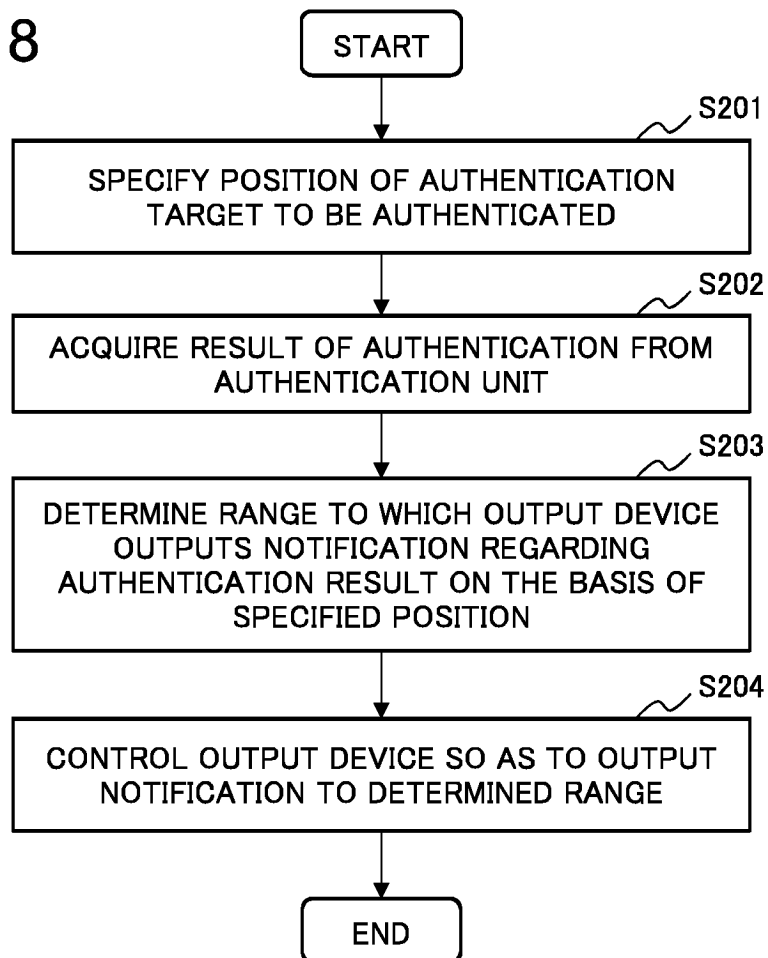 8
START
S201
SPECIFY POSITION OF AUTHENTICATION
TARGET TO BE AUTHENTICATED
S202
ACQUIRE RESULT OF AUTHENTICATION FROM
AUTHENTICATION UNIT
S203
DETERMINE RANGE TO WHICH OUTPUT DEVICE
OUTPUTS NOTIFICATION REGARDING
AUTHENTICATION RESULT ON THE BASIS OF
SPECIFIED POSITION
S204
CONTROL OUTPUT DEVICE SO AS TO OUTPUT
NOTIFICATION TO DETERMINED RANGE
END